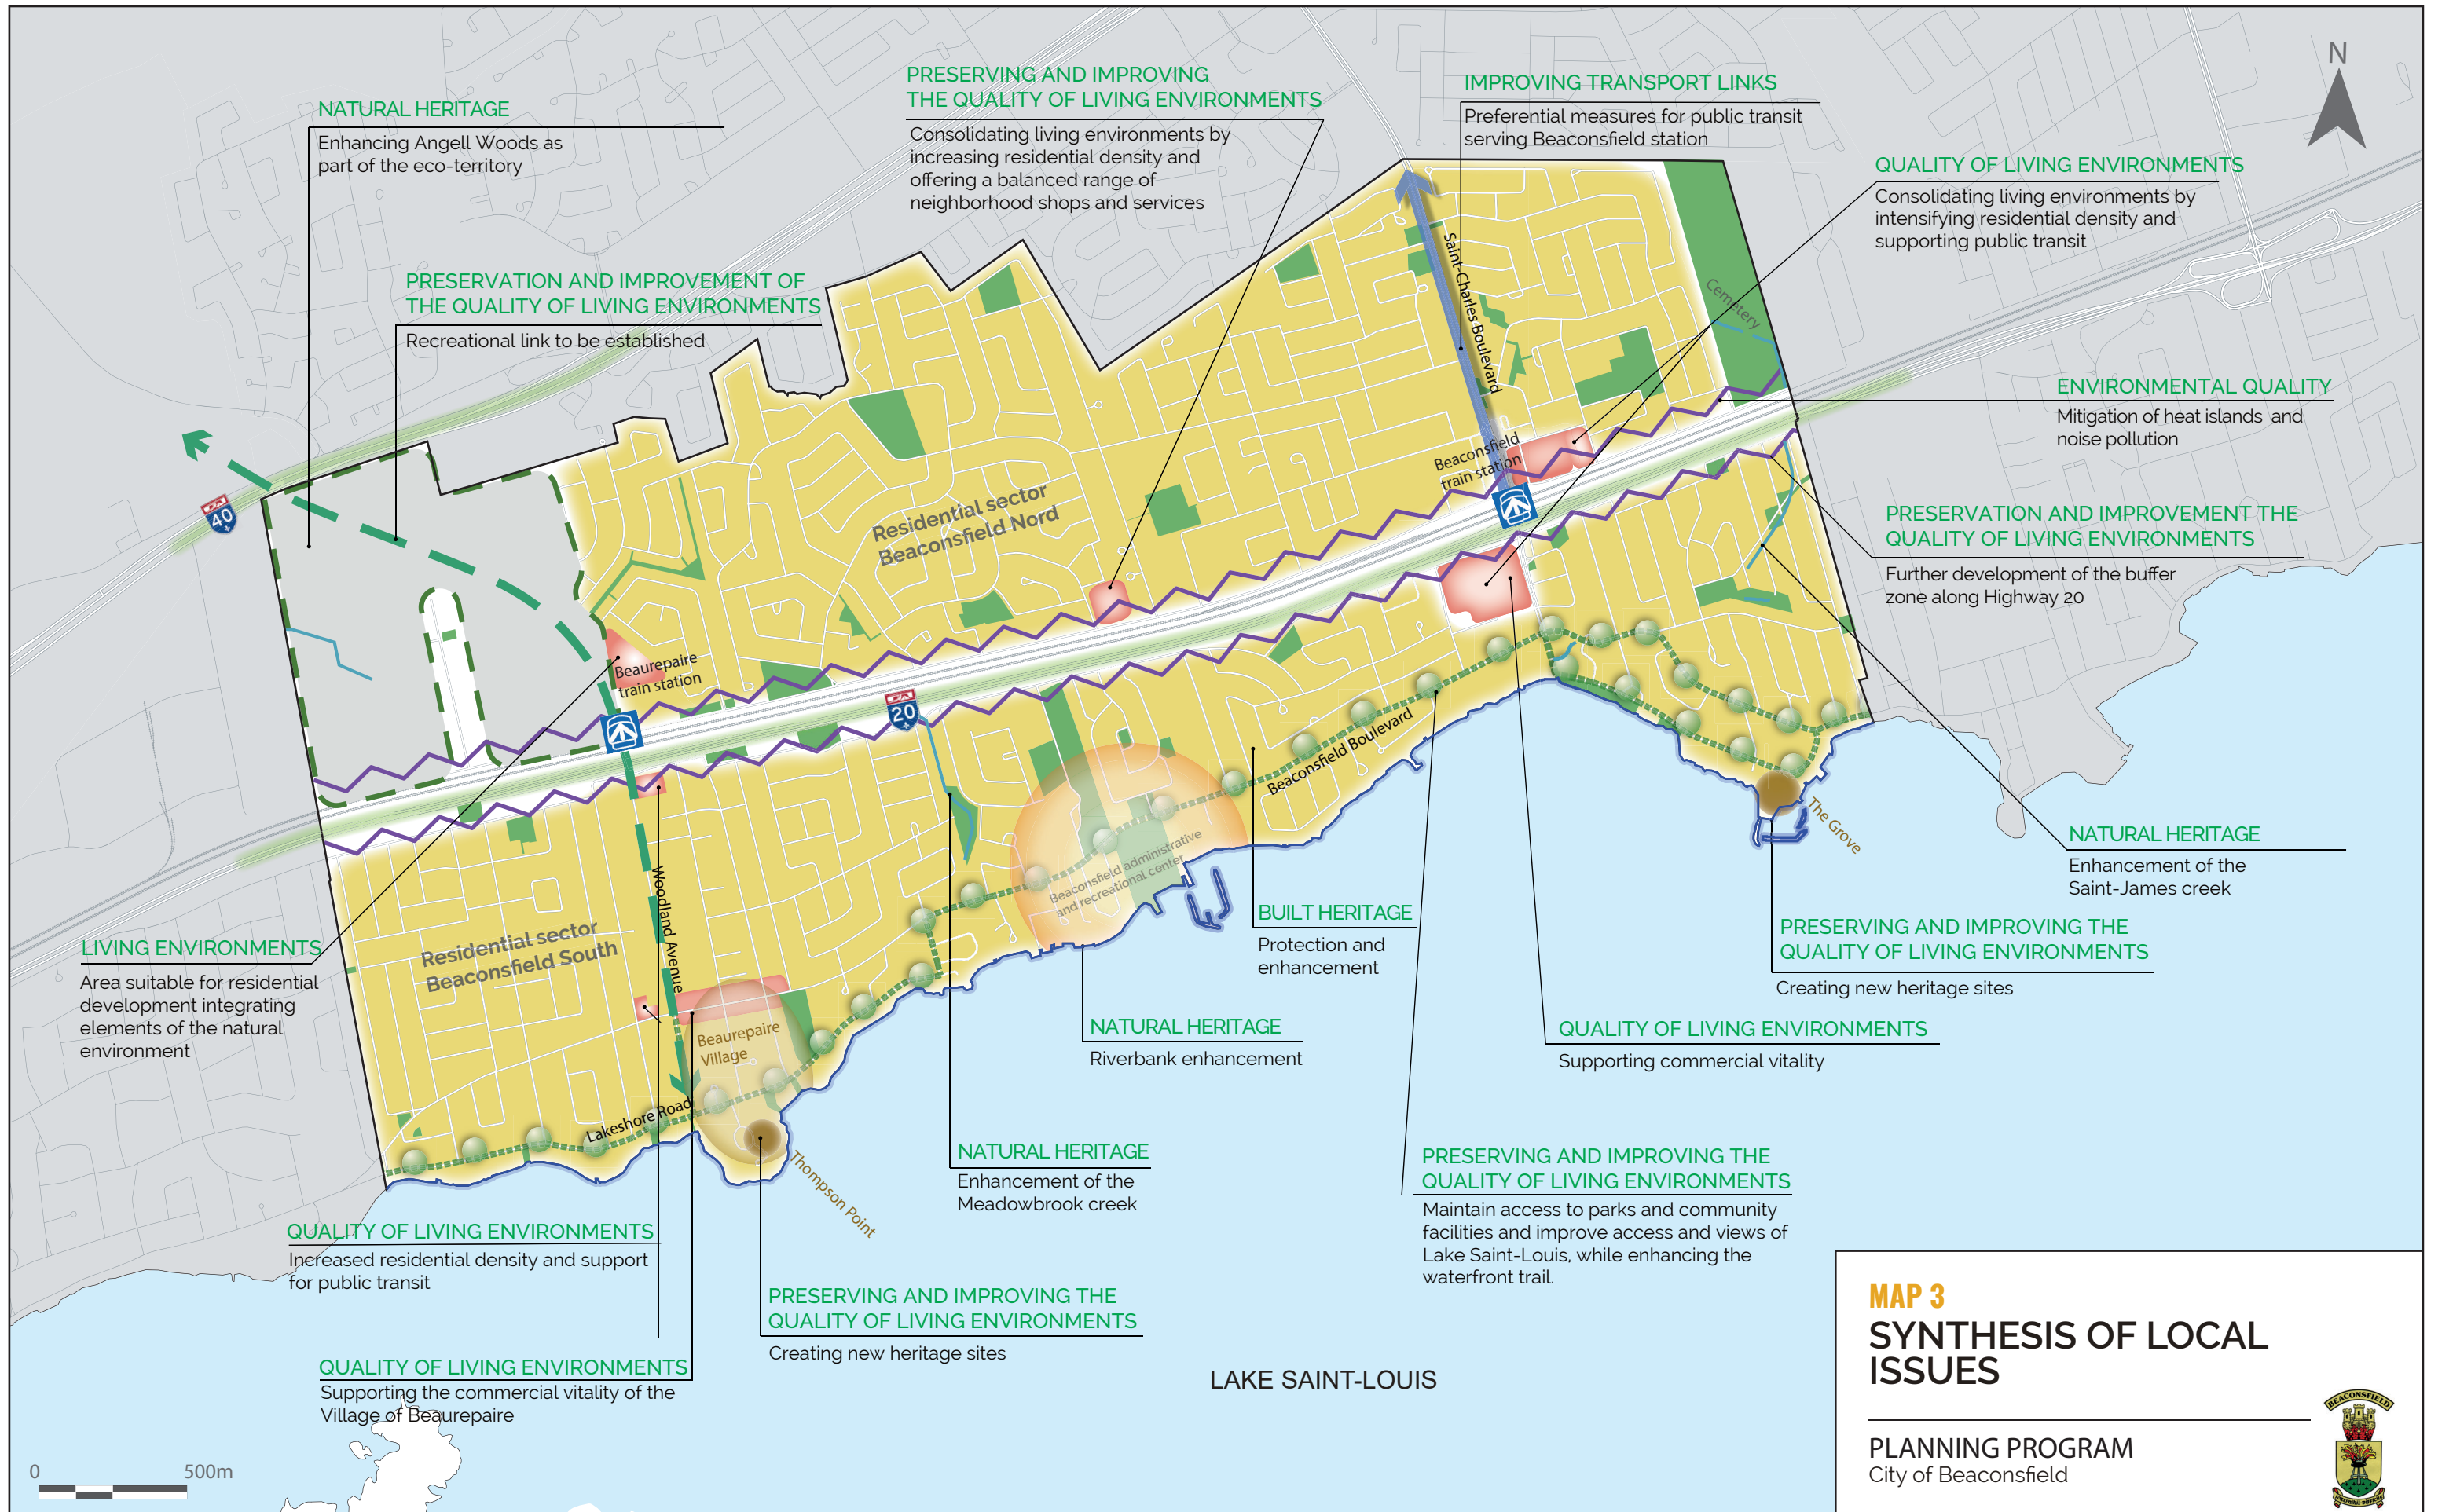 N
NATURAL HERITAGE
Enhancing Angell Woods as
part of the eco-territory
PRESERVATION AND IMPROVEMENT OF
THE QUALITY OF LIVING ENVIRONMENTS
Recreational link to be established
PRESERVING AND IMPROVING
THE QUALITY OF LIVING ENVIRONMENTS
Consolidating living environments by
increasing residential density and
offering a balanced range of
neighborhood shops and services
IMPROVING TRANSPORT LINKS
Preferential measures for public transit
serving Beaconsfield station
QUALITY OF LIVING ENVIRONMENTS
Consolidating living environments by
intensifying residential density and
supporting public transit
ENVIRONMENTAL QUALITY
Mitigation of heat islands and
noise pollution
PRESERVATION AND IMPROVEMENT THE
QUALITY OF LIVING ENVIRONMENTS
Further development of the buffer
zone along Highway 20
Cemetery
Saint-Charles Boulevard
Beaconsfield
train station
40
Residential sector
Beaconsfield Nord
Beaurepaire
train station
20
Beaconsfield Boulevard
The Grove
Beaconsfield administrative
and recreational center
Woodland Avenue
Residential sector
Beaconsfield South
Beaurepaire
Village
Lakeshore Road
Thompson Point
LIVING ENVIRONMENTS
Area suitable for residential
development integrating
elements of the natural
environment
BUILT HERITAGE
Protection and
enhancement
NATURAL HERITAGE
Riverbank enhancement
NATURAL HERITAGE
Enhancement of the
Saint-James creek
PRESERVING AND IMPROVING THE
QUALITY OF LIVING ENVIRONMENTS
Creating new heritage sites
QUALITY OF LIVING ENVIRONMENTS
Supporting commercial vitality
NATURAL HERITAGE
Enhancement of the
Meadowbrook creek
PRESERVING AND IMPROVING THE
QUALITY OF LIVING ENVIRONMENTS
Maintain access to parks and community
facilities and improve access and views of
Lake Saint-Louis, while enhancing the
waterfront trail.
QUALITY OF LIVING ENVIRONMENTS
Increased residential density and support
for public transit
PRESERVING AND IMPROVING THE
QUALITY OF LIVING ENVIRONMENTS
Creating new heritage sites
QUALITY OF LIVING ENVIRONMENTS
Supporting the commercial vitality of the
Village of Beaurepaire
LAKE SAINT-LOUIS
0 500m
MAP 3
SYNTHESIS OF LOCAL
ISSUES
PLANNING PROGRAM
City of Beaconsfield
BEACONSFIELD